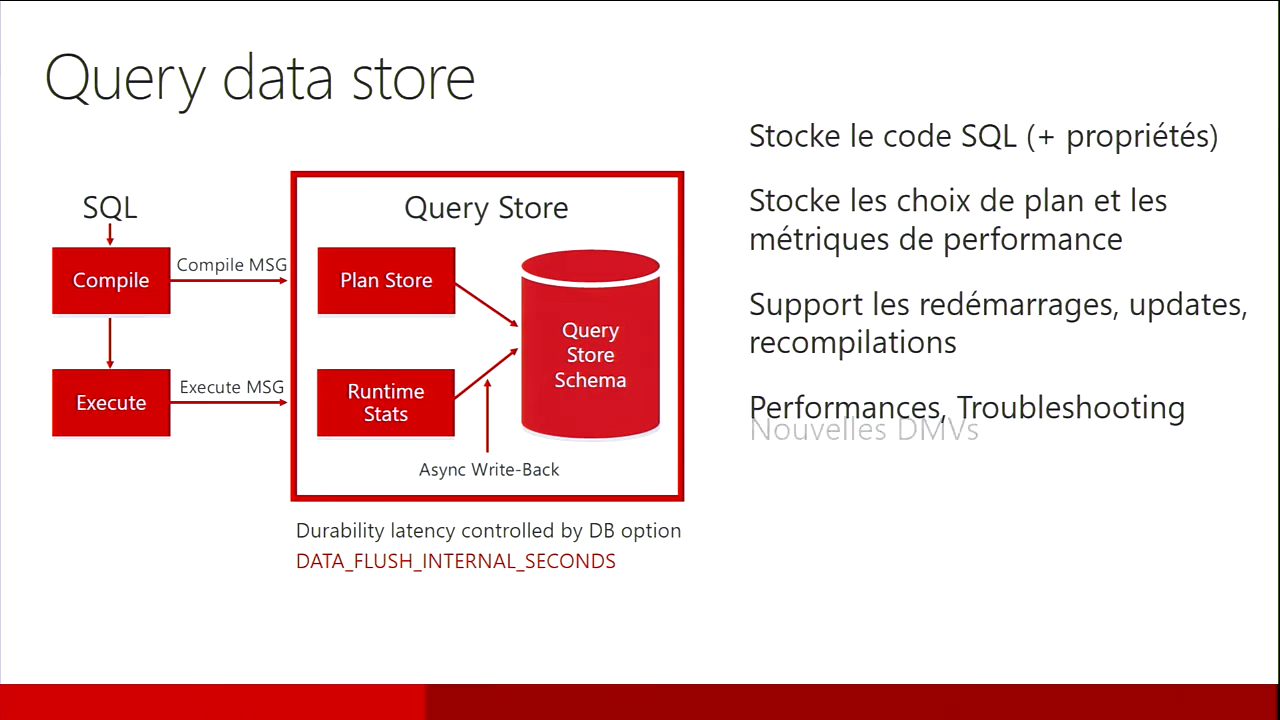 Query data store
SQL
Compile
Compile MSG
Execute
Execute MSG
Query Store
Plan Store
Runtime
Stats
Query
Store
Schema
Async Write-Back
Durability latency controlled by DB option
DATA_FLUSH_INTERNAL_SECONDS
Stocke le code SQL (+ propriétés)
Stocke les choix de plan et les
métriques de performance
Support les redémarrages, updates,
recompilations
Performances, Troubleshooting
Nouvelles DMVs